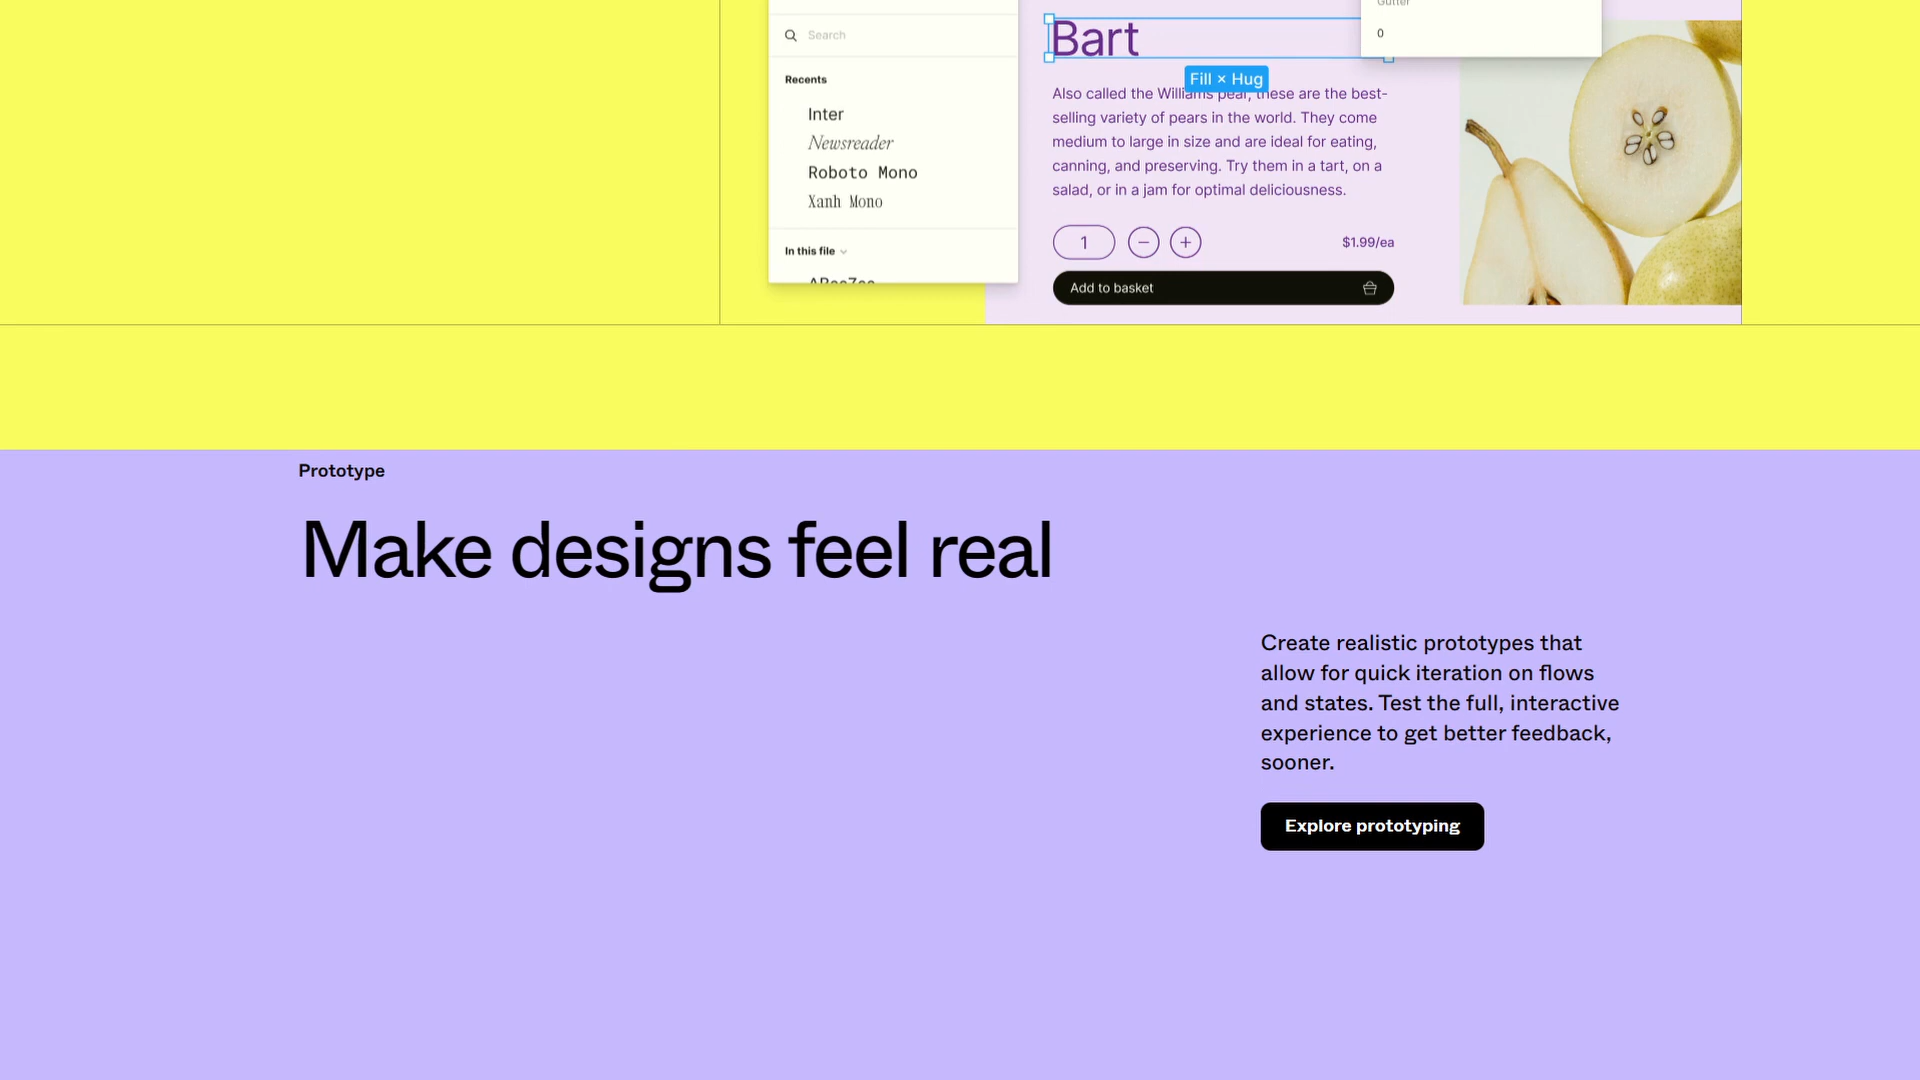 Search
Recents
Inter
Newsreader
Roboto Mono
Xanh Mono
In this file
Gutter
0
Bart
Fill × Hug
Also called the Williams pear, these are the best-
selling variety of pears in the world. They come
medium to large in size and are ideal for eating,
canning, and preserving. Try them in a tart, on a
salad, or in a jam for optimal deliciousness.
1
$1.99/ea
Add to basket
Prototype
Make designs feel real
Create realistic prototypes that
allow for quick iteration on flows
and states. Test the full, interactive
experience to get better feedback,
sooner.
Explore prototyping